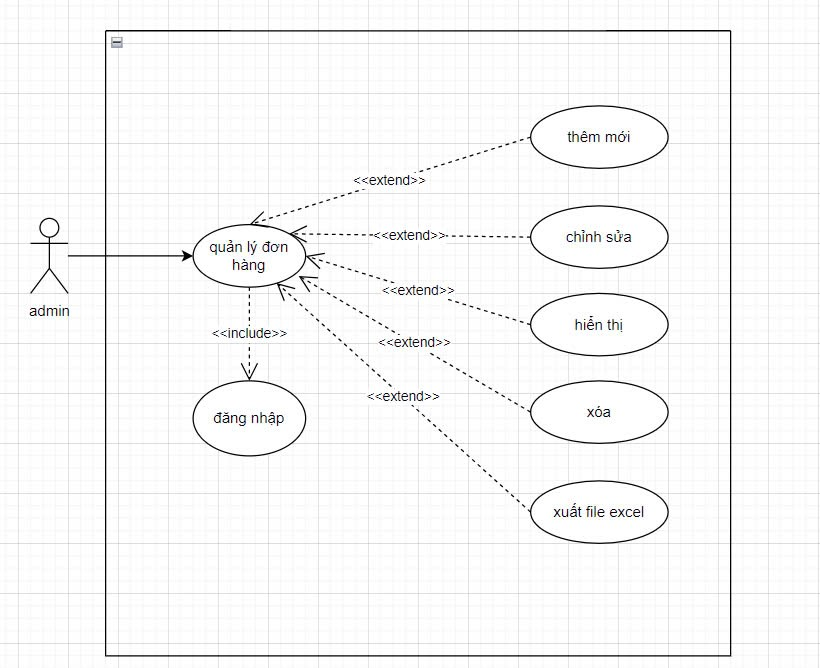 thêm mới
<<extend>>
chỉnh sửa
<<extend>>
quản lý đơn
hàng
<<extend>>
admin
hiển thị
<<include>>
<<extend>>
<<extend>>
xóa
đăng nhập
xuất file excel